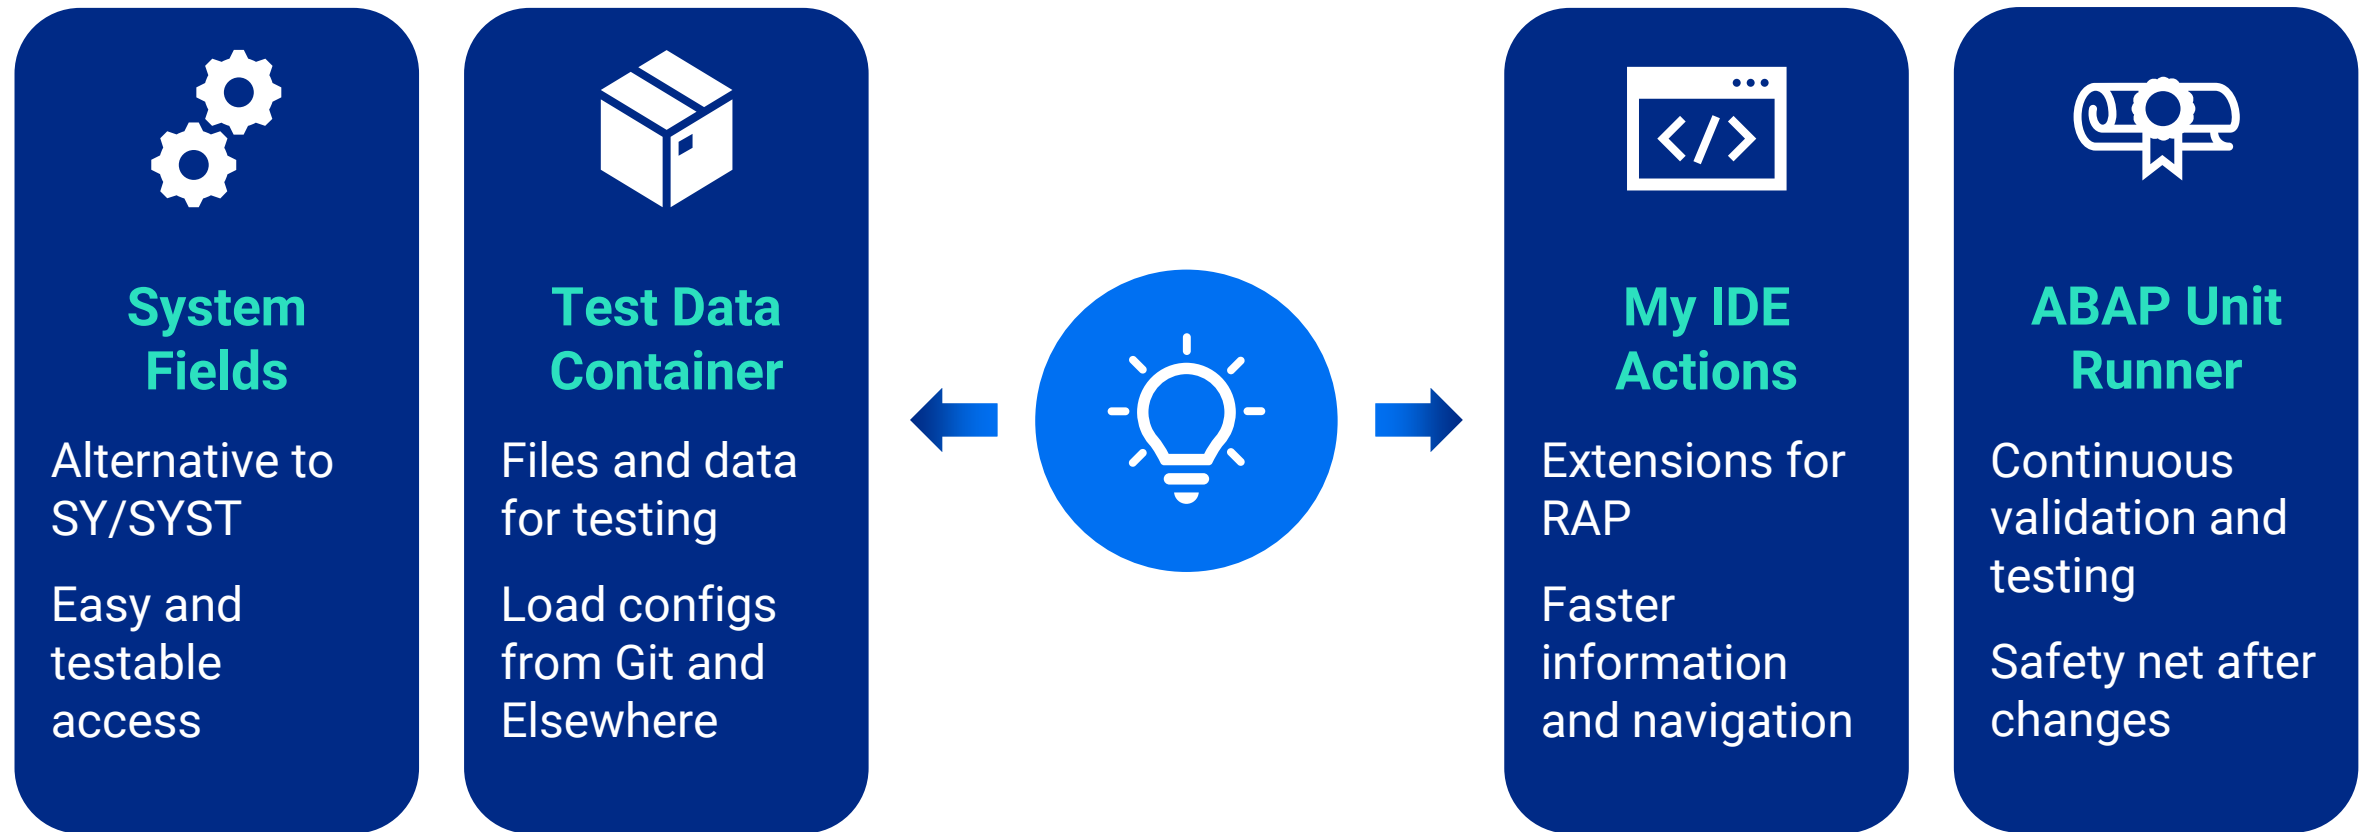 System
Fields
Alternative to
SY/SYST
Easy and
testable
access
Test Data
Container
Files and data
for testing
Load configs
from Git and
Elsewhere
</>
My IDE
Actions
Extensions for
RAP
Faster
information
and navigation
ABAP Unit
Runner
Continuous
validation and
testing
Safety net after
changes